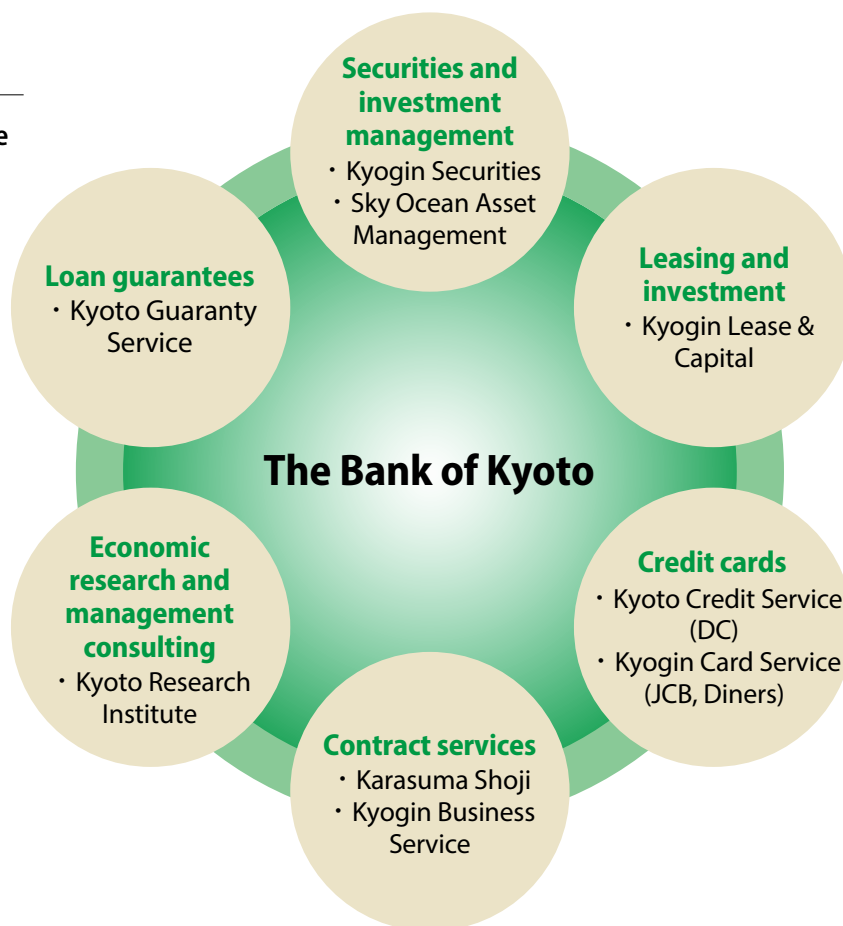 e
Securities and
investment
management
・Kyogin Securities
・Sky Ocean Asset
Management
Loan guarantees
・Kyoto Guaranty
Service
Leasing and
investment
・Kyogin Lease &
Capital
The Bank of Kyoto
Economic
research and
management
consulting
・Kyoto Research
Institute
Credit cards
・Kyoto Credit Service
(DC)
・Kyogin Card Service
(JCB, Diners)
Contract services
・Karasuma Shoji
・Kyogin Business
Service